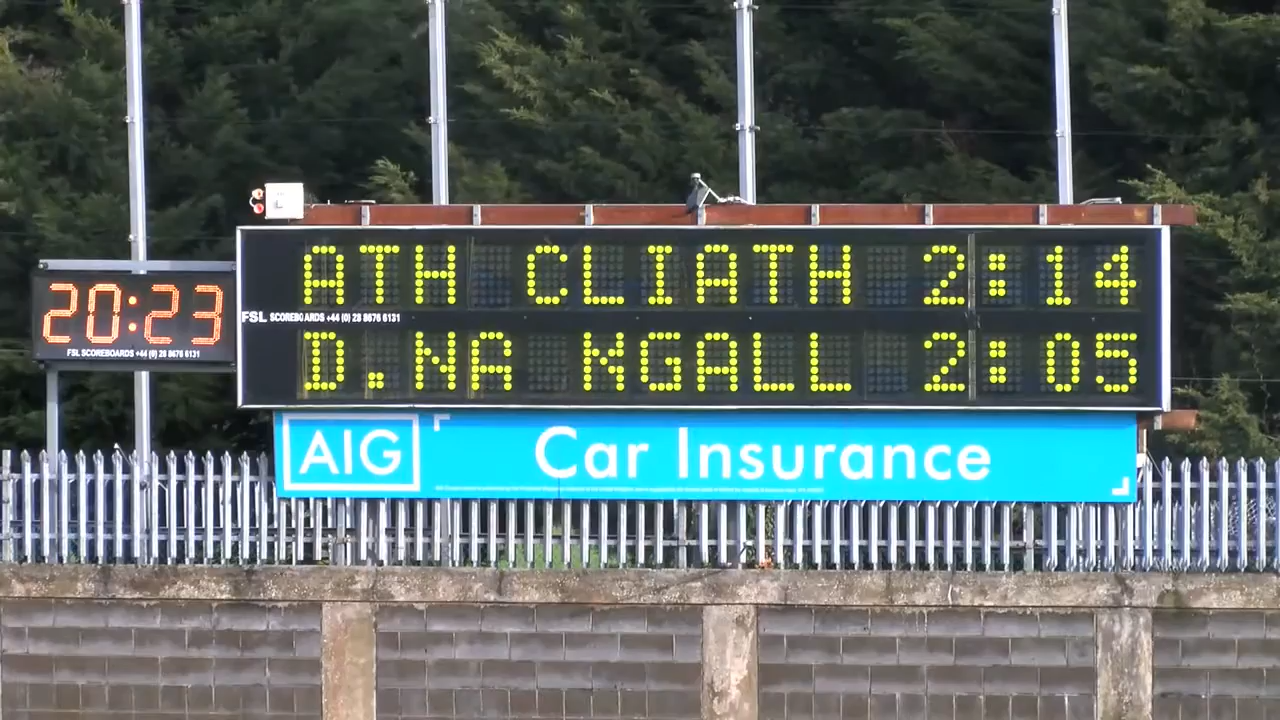 ATH CLIATH 2:14
20:23
FSL SCOREBOARDS +44 (0) 28 8676 6131
FSL SCOREBOARDS +44 (0) 28 8676 6131
D.NA NGALL 2:05
AIG Car Insurance